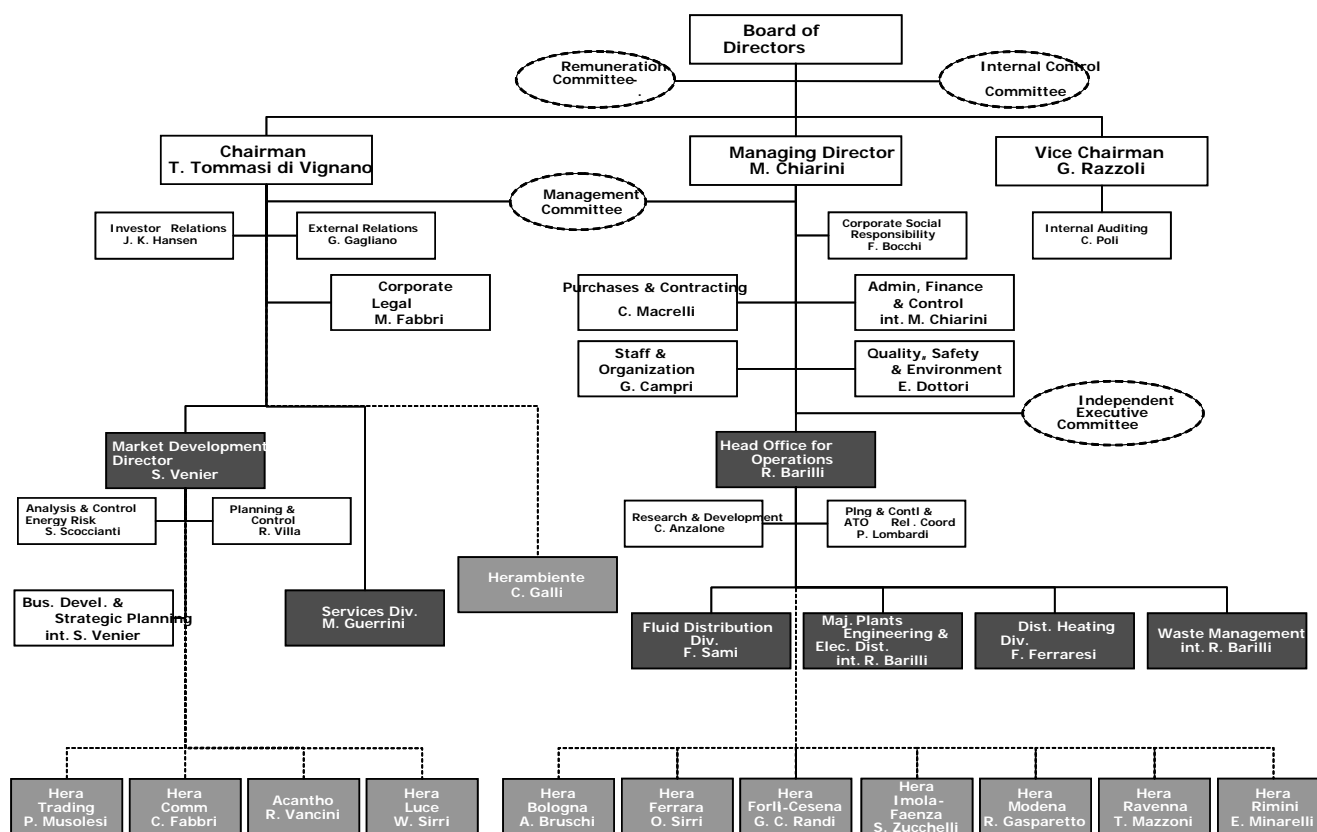 Board of
Directors
Remuneration
Committee-
.
Internal Control
Committee
Chairman
T. Tommasi di Vignano
Managing Director
M. Chiarini
Vice Chairman
G. Razzoli
Management
Committee
Investor Relations
J. K. Hansen
External Relations
G. Gagliano
Corporate Social
Responsibility
F. Bocchi
Internal Auditing
C. Poli
Corporate
Legal
M. Fabbri
Purchases & Contracting
C. Macrelli
Admin, Finance
& Control
int. M. Chiarini
Staff &
Organization
G. Campri
Quality, Safety
& Environment
E. Dottori
Independent
Executive
Committee
Market Development
Director
S. Venier
Head Office for
Operations
R. Barilli
Analysis & Control
Energy Risk
S. Scoccianti
Planning &
Control
R. Villa
Research & Development
C. Anzalone
Plng & Contl &
ATO Rel. Coord
P. Lombardi
Herambiente
C. Galli
Bus. Devel. &
Strategic Planning
int. S. Venier
Services Div.
M. Guerrini
Fluid Distribution
Div.
F. Sami
Maj. Plants
Engineering &
Elec. Dist.
int. R. Barilli
Dist. Heating
Div.
F. Ferraresi
Waste Management
int. R. Barilli
Hera
Trading
P. Musolesi
Hera
Comm
C. Fabbri
Acantho
R. Vancini
Hera
Luce
W. Sirri
Hera
Bologna
A. Bruschi
Hera
Ferrara
O. Sirri
Hera
Forlì-Cesena
G. C. Randi
Hera
Imola-
Faenza
S. Zucchelli
Hera
Modena
R. Gasparetto
Hera
Ravenna
T. Mazzoni
Hera
Rimini
E. Minarelli